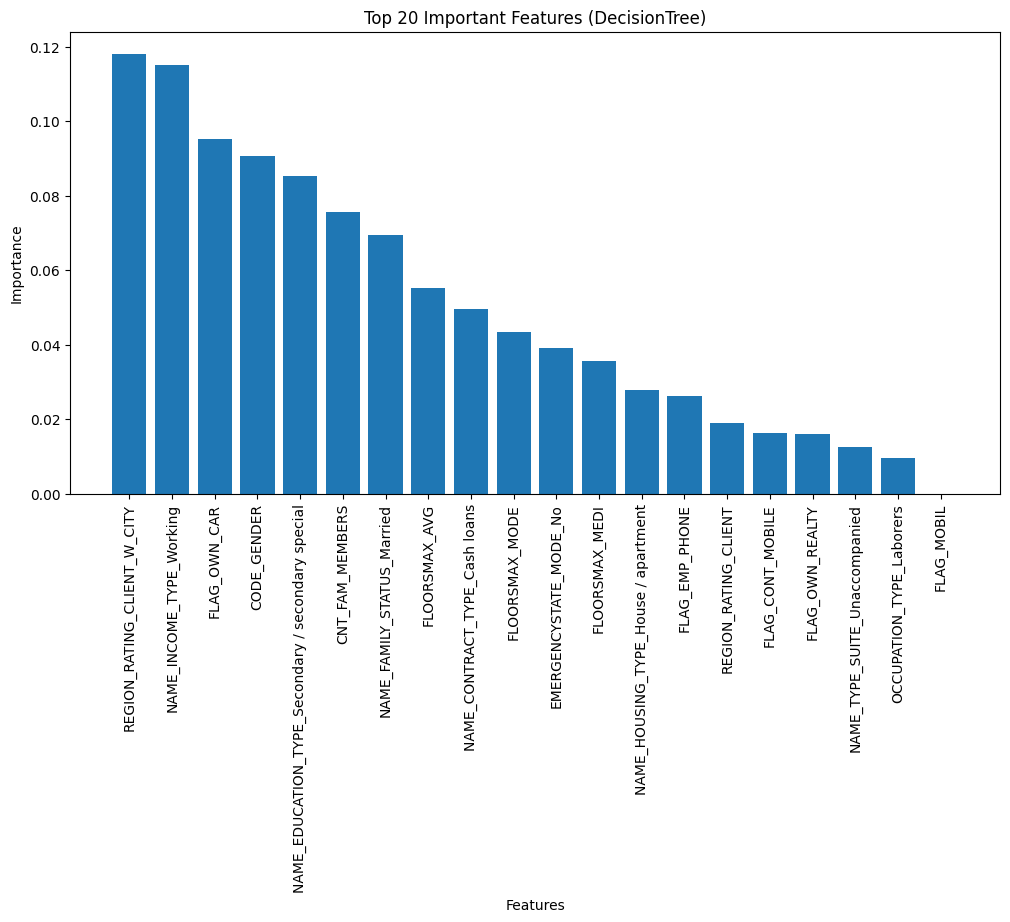 Top 20 Important Features (DecisionTree)
Importance
0.12
0.10
0.08
0.06
0.04
0.02
0.00
REGION_RATING_CLIENT_W_CITY
NAME_INCOME_TYPE_Working
FLAG_OWN_CAR
CODE_GENDER
NAME_EDUCATION_TYPE_Secondary / secondary special
CNT_FAM_MEMBERS
NAME_FAMILY_STATUS_Married
FLOORSMAX_AVG
NAME_CONTRACT_TYPE_Cash loans
FLOORSMAX_MODE
EMERGENCYSTATE_MODE_No
FLOORSMAX_MEDI
NAME_HOUSING_TYPE_House / apartment
FLAG_EMP_PHONE
REGION_RATING_CLIENT
FLAG_CONT_MOBILE
FLAG_OWN_REALTY
NAME_TYPE_SUITE_Unaccompanied
OCCUPATION_TYPE_Laborers
FLAG_MOBIL
Features